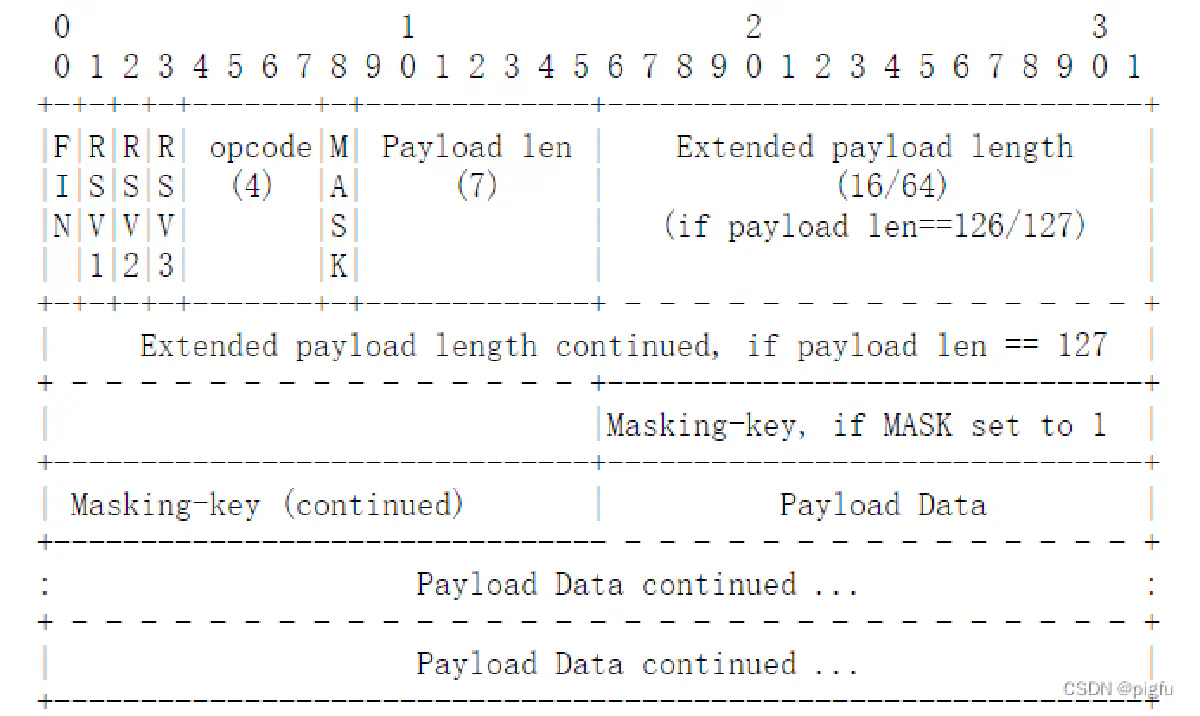 0 1 2 3
0 1 2 3 4 5 6 7 8 9 0 1 2 3 4 5 6 7 8 9 0 1 2 3 4 5 6 7 8 9 0 1
+-+-+-+-+-------+-+-------------+-------------------------------+
|F|R|R|R| opcode|M| Payload len | Extended payload length |
|I|S|S|S| (4) |A| (7) | (16/64) |
|N|V|V|V| |S| | (if payload len==126/127) |
| |1|2|3| |K| | |
+-+-+-+-+-------+-+-------------+ - - - - - - - - - - - - - - - +
| Extended payload length continued, if payload len == 127 |
+ - - - - - - - - - - - - - - - +-------------------------------+
| |Masking-key, if MASK set to 1 |
+-------------------------------+-------------------------------+
| Masking-key (continued) | Payload Data |
+-------------------------------- - - - - - - - - - - - - - - - +
: Payload Data continued ... :
+ - - - - - - - - - - - - - - - - - - - - - - - - - - - - - - - +
| Payload Data continued ... |
+---------------------------------------------------------------+
CSDN @pigfu